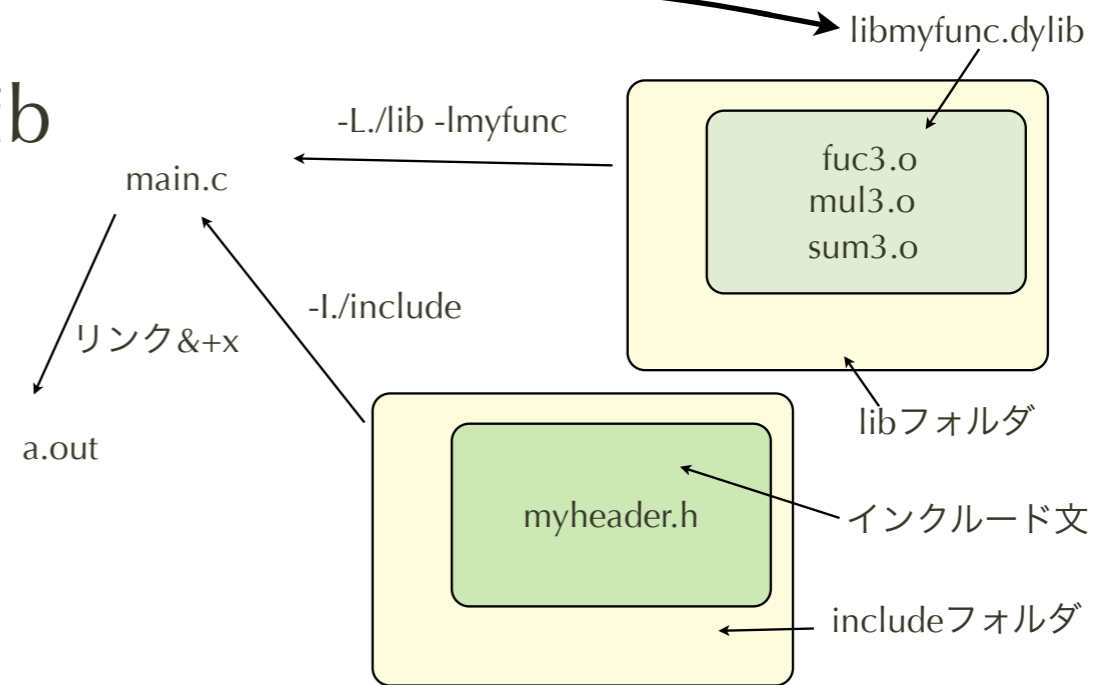 libmyfunc.dylib
-L./lib -lmyfunc
main.c
fuc3.o
mul3.o
sum3.o
-I./include
リンク&+x
a.out
libフォルダ
myheader.h
インクルード文
includeフォルダ